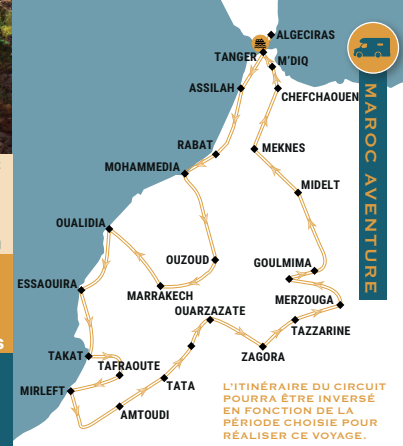 ALGECIRAS
TANGER
M'DIQ
ASSILAH
CHEFCHAOUEN
RABAT
MEKNES
MOHAMMEDIA
MIDELT
OUALIDIA
OUZOUD
GOULMIMA
ESSAOUIRA
MARRAKECH
MERZOUGA
OUARZAZATE
TAZZARINE
TAKAT
ZAGORA
TAFRAOUTE
TATA
MIRLEFT
AMTOUDI
MAROC AVENTURE
L'ITINÉRAIRE DU CIRCUIT
POURRA ÊTRE INVERSÉ
EN FONCTION DE LA
PÉRIODE CHOISIE POUR
RÉALISER CE VOYAGE.